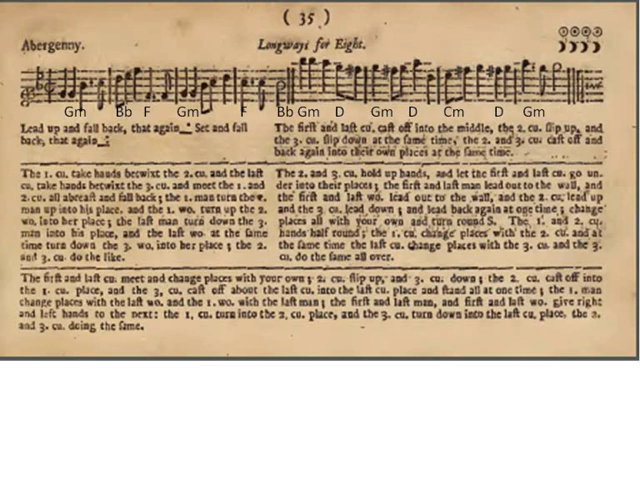 ( 35 )
Abergenny.
Longways for Eight.
Gm Bb F Gm F Bb Gm D Gm D Cm D Gm
Lead up and fall back, that again ⁏ Set and fall
back, that again ⁏
The first and last cu. cast off into the middle, the 2. cu. slip up, and
the 3. cu. slip down at the same time, the 2. and 3. cu. cast off and
back again into their own places at the same time.
The 1. cu. take hands betwixt the 2. cu. and the last
cu, take hands betwixt the 3. cu. and meet the 1. and
2. cu. all abreast and fall back ; the 1. man turn the
man up into his place, and the 1. wo. turn up the 2.
wo, into her place ; the last man turn down the 3.
man into his place, and the last wo. at the same
time turn down the 3. wo, into her place ; the 2.
and 3. cu. do the like.
The 2. and 3. cu. hold up hands, and let the first and last cu. go un-
der into their places ; the first and last man lead out to the wall, and
the first and last wo. lead out to the wall, and the 2. cu, lead up
and the 3. cu. lead down ; and lead back again at one time ; change
places all with your own and turn round S. The 1. and 2. cu.
hands half round ; the 1. cu, change places with the 2. cu. and at
the same time the last cu. change places with the 3. cu. and the 3.
cu. do the same all over.
The first and last cu. meet and change places with your own ; 2. cu. slip up, and 3. cu. down ; the 2. cu. cast off into
the 1. cu. place, and the 3, cu. cast off about the last cu. into the last cu. place and stand all at one time ; the 1. man
change places with the last wo. and the 1. wo. with the last man ; the first and last man, and first and last wo. give right
and left hands to the next: the 1, cu. turn into the 2, cu. place, and the 3. cu. turn down into the last cu, place, the 2.
and 3. cu. doing the same.